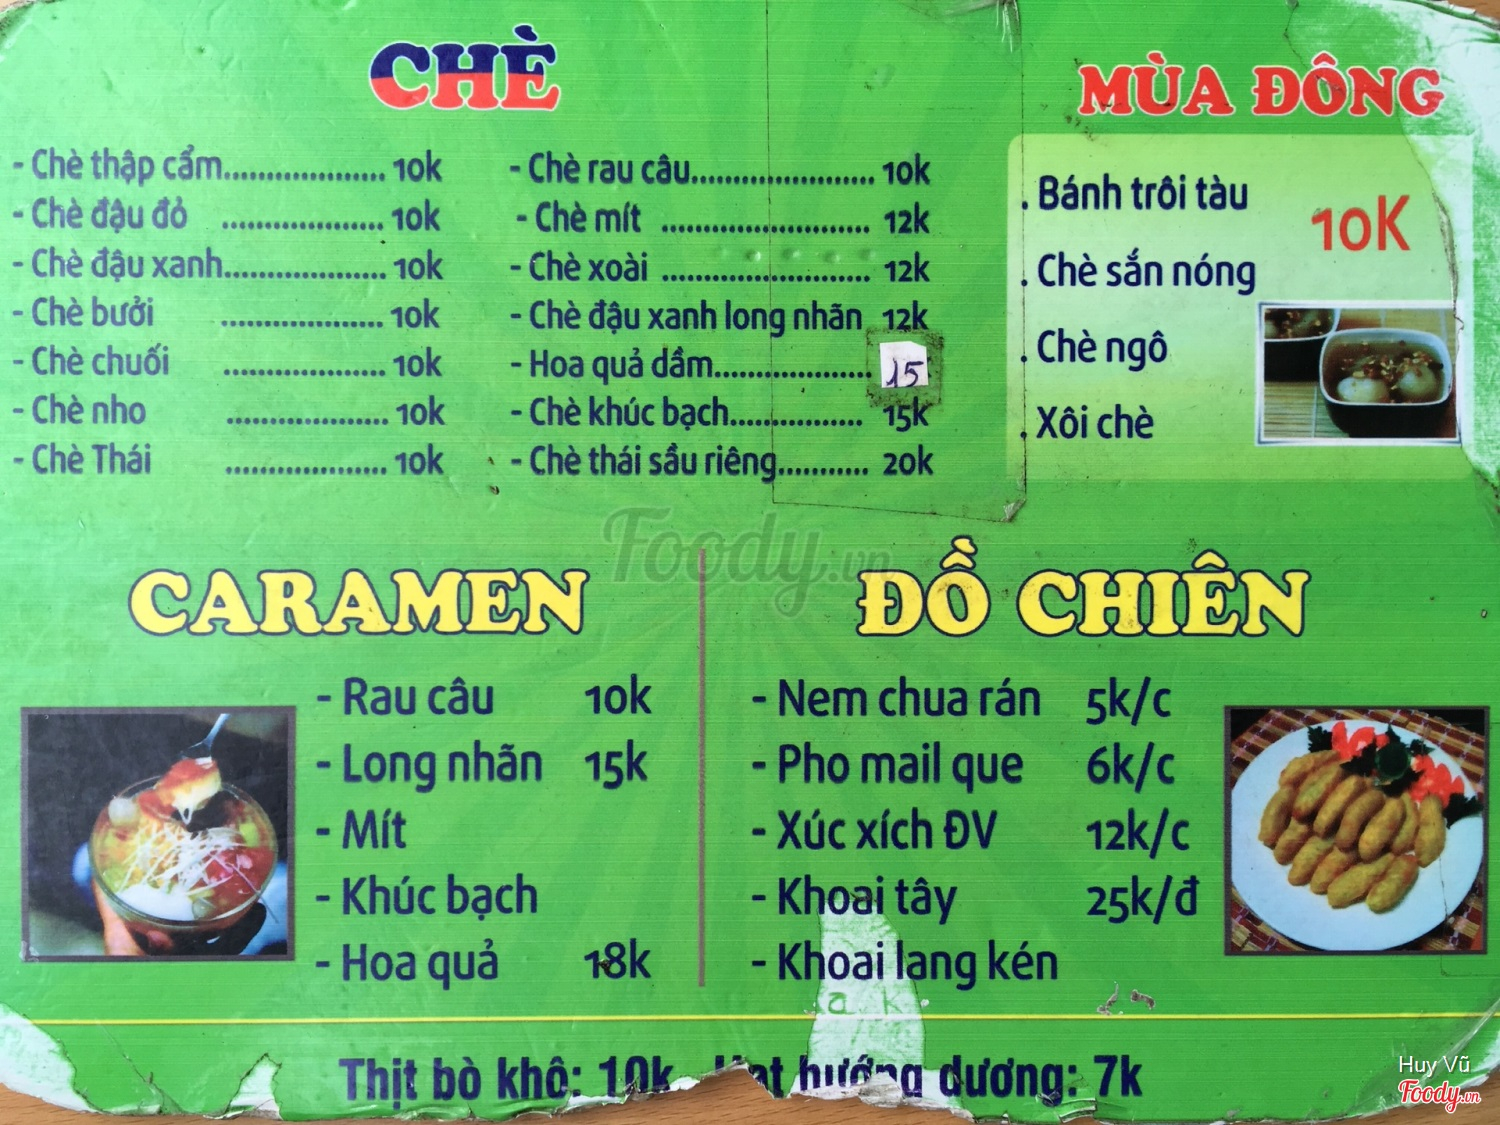 CHÈ
- Chè thập cẩm................... 10k
- Chè đậu đỏ ................... 10k
- Chè đậu xanh................... 10k
- Chè bưởi ................... 10k
- Chè chuối ................... 10k
- Chè nho ................... 10k
- Chè Thái ................... 10k
- Chè rau câu...................... 10k
- Chè mít ......................... 12k
- Chè xoài ......................... 12k
- Chè đậu xanh long nhãn 12k
- Hoa quả dầm................... 15
- Chè khúc bạch................ 15k
- Chè thái sầu riêng........... 20k
MÙA ĐÔNG
. Bánh trôi tàu
10K
. Chè sắn nóng
. Chè ngô
. Xôi chè
Foody.vn
CARAMEN
- Rau câu 10k
- Long nhãn 15k
- Mít
- Khúc bạch
- Hoa quả 18k
ĐỒ CHIÊN
- Nem chua rán 5k/c
- Pho mail que 6k/c
- Xúc xích ĐV 12k/c
- Khoai tây 25k/đ
- Khoai lang kén
Thịt bò khô: 10k Hạt hướng dương: 7k
Huy Vũ
Foody.vn